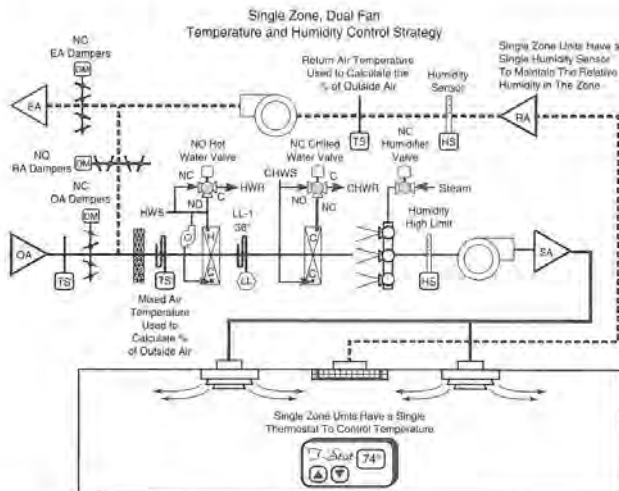 Single Zone, Dual Fan
Temperature and Humidity Control Strategy
NC
EA Dampers
DM
EA
Return Air Temperature
Used to Calculate the
% of Outside Air
TS
Humidity
Sensor
HS
RA
Single Zone Units Have a
Single Humidity Sensor
To Maintain The Relative
Humidity in The Zone
NO
RA Dampers
DM
NC
OA Dampers
DM
NO Hot
Water Valve
NC
C
HWR
HWS
NO
NC Chilled
Water Valve
CHWS
C
CHWR
NC
NO
NC
Humidifier
Valve
Steam
LL-1
38°
LL
H
C
C
C
Humidity
High Limit
HS
OA
TS
TS
SA
Mixed Air
Temperature
Used to
Calculate %
of Outside Air
Single Zone Units Have a Single
Thermostat To Control Temperature
T-Stat
74°